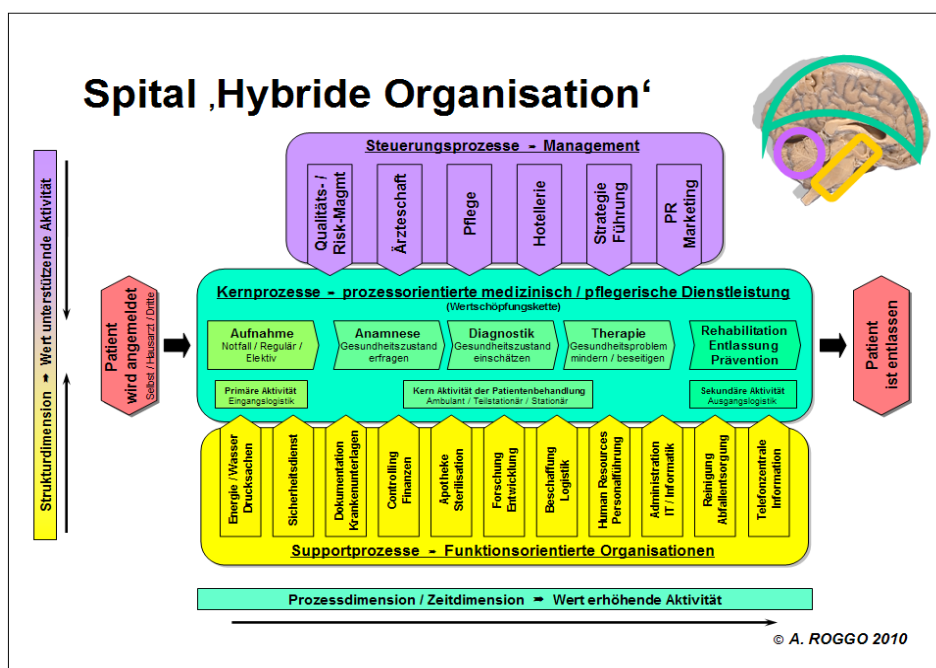 Spital ‚Hybride Organisation‘
Steuerungsprozesse – Management
Qualitäts- /
Risk-Magmt
Ärzteschaft
Pflege
Hotellerie
Strategie
Führung
PR
Marketing
Strukturdimension ➨ Wert unterstützende Aktivität
Patient
wird angemeldet
Selbst / Hausarzt / Dritte
Kernprozesse – prozessorientierte medizinisch / pflegerische Dienstleistung
(Wertschöpfungskette)
Aufnahme
Notfall / Regulär /
Elektiv
Anamnese
Gesundheitszustand
erfragen
Diagnostik
Gesundheitszustand
einschätzen
Therapie
Gesundheitsproblem
mindern / beseitigen
Rehabilitation
Entlassung
Prävention
Primäre Aktivität
Eingangslogistik
Kern Aktivität der Patientenbehandlung
Ambulant / Teilstationär / Stationär
Sekundäre Aktivität
Ausgangslogistik
Patient
ist entlassen
Energie / Wasser
Drucksachen
Sicherheitsdienst
Dokumentation
Krankenunterlagen
Controlling
Finanzen
Apotheke
Sterilisation
Forschung
Entwicklung
Beschaffung
Logistik
Human Resources
Personalführung
Administration
IT / Informatik
Reinigung
Abfallentsorgung
Telefonzentrale
Information
Supportprozesse – Funktionsorientierte Organisationen
Prozessdimension / Zeitdimension ➨ Wert erhöhende Aktivität
© A. ROGGO 2010